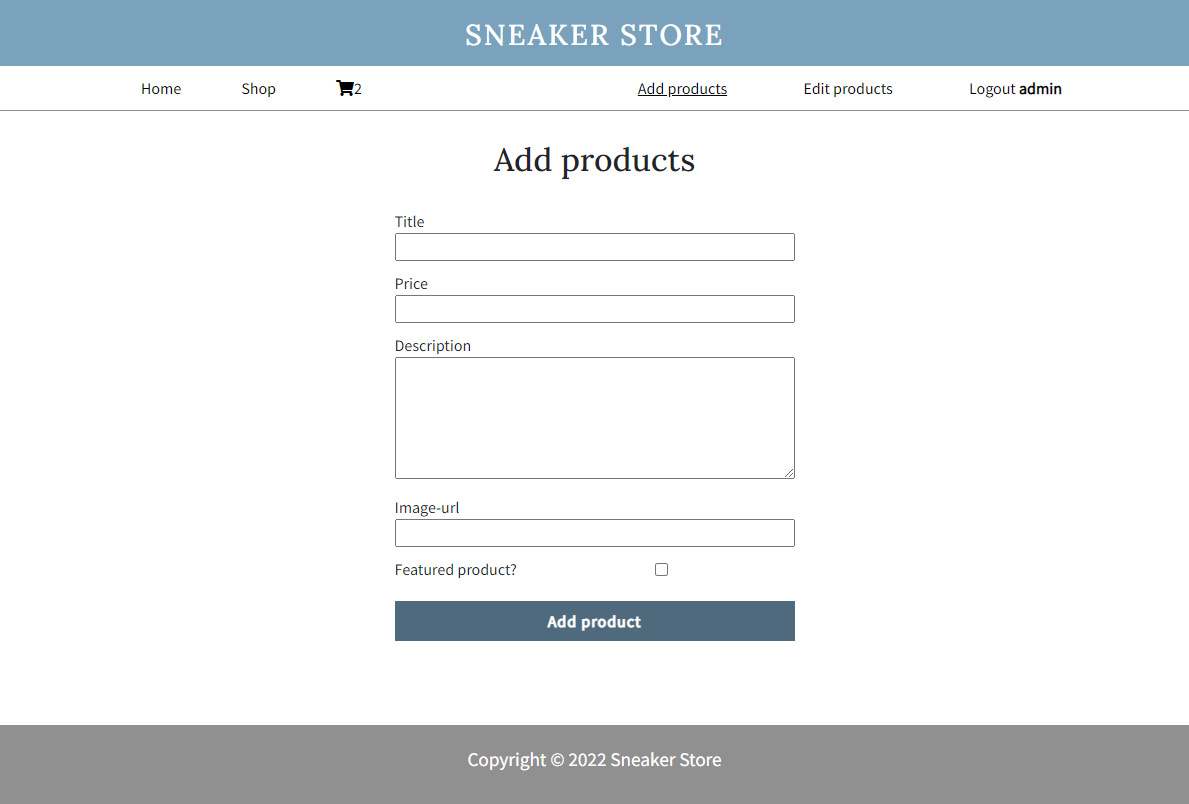 SNEAKER STORE
Home Shop 2 Add products Edit products Logout admin
Add products
Title
Price
Description
Image-url
Featured product?
Add product
Copyright © 2022 Sneaker Store